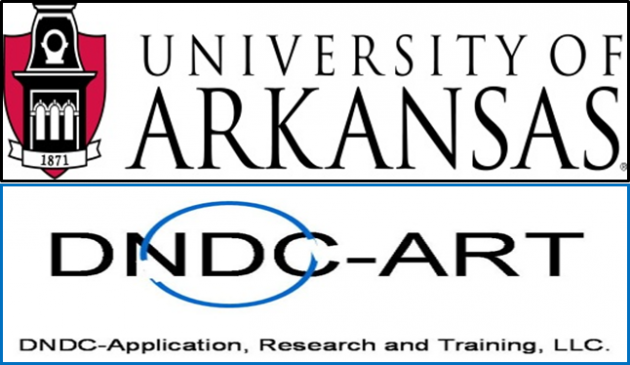 UNIVERSITY OF
ARKANSAS®
1871
DNDC-ART
DNDC-Application, Research and Training, LLC.